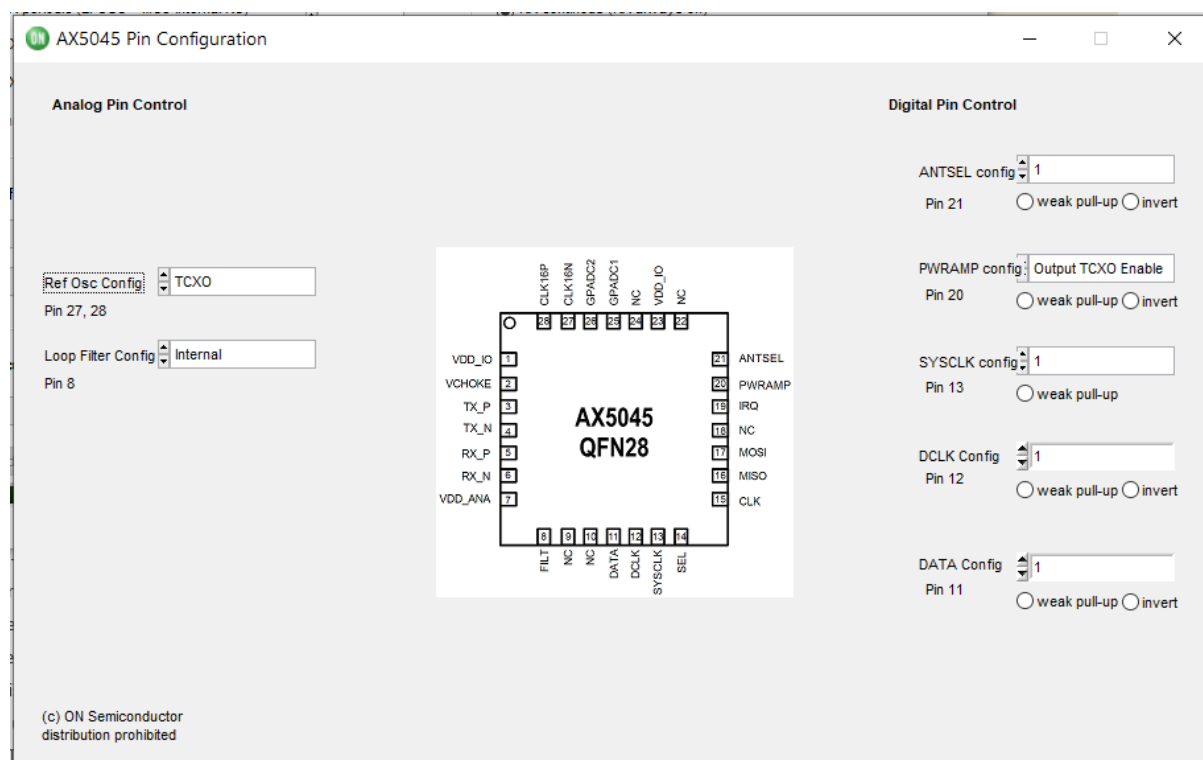 ON AX5045 Pin Configuration
Analog Pin Control
Digital Pin Control
ANTSEL config 1
Pin 21 weak pull-up invert
Ref Osc Config TCXO
Pin 27, 28
Loop Filter Config Internal
Pin 8
PWRAMP config Output TCXO Enable
Pin 20 weak pull-up invert
SYSCLK config 1
Pin 13 weak pull-up
DCLK Config 1
Pin 12 weak pull-up invert
DATA Config 1
Pin 11 weak pull-up invert
CLK16P
CLK16N
GPADC2
GPADC1
NC
VDD_IO
NC
28 27 26 25 24 23 22
VDD_IO 1
VCHOKE 2
TX_P 3
TX_N 4
RX_P 5
RX_N 6
VDD_ANA 7
AX5045
QFN28
21 ANTSEL
20 PWRAMP
19 IRQ
18 NC
17 MOSI
16 MISO
15 CLK
8 9 10 11 12 13 14
FILT
NC
NC
DATA
DCLK
SYSCLK
SEL
(c) ON Semiconductor
distribution prohibited